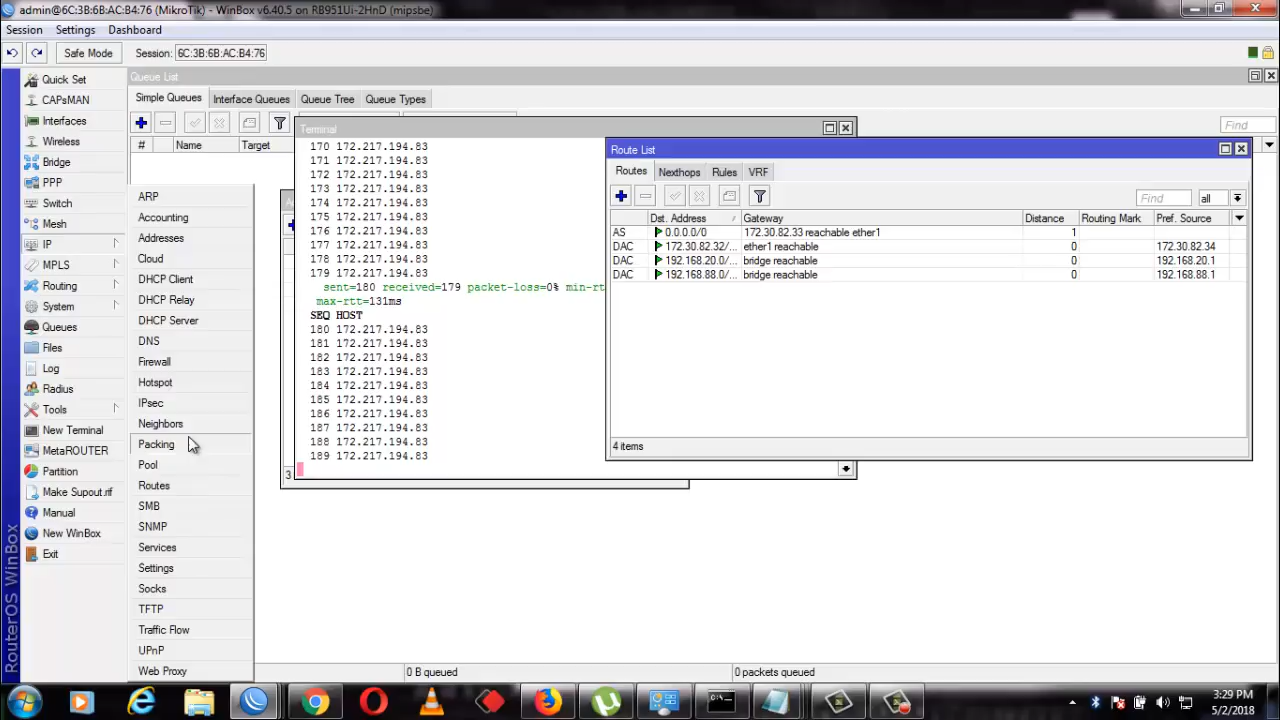 admin@6C:3B:6B:AC:B4:76 (MikroTik) - WinBox v6.40.5 on RB951Ui-2HnD (mipsbe)
Session Settings Dashboard
Safe Mode Session: 6C:3B:6B:AC:B4:76
Quick Set
CAPsMAN
Interfaces
Wireless
Bridge
PPP
Switch
Mesh
IP
MPLS
Routing
System
Queues
Files
Log
Radius
Tools
New Terminal
MetaROUTER
Partition
Make Supout.rif
Manual
New WinBox
Exit
RouterOS WinBox
Queue List
Simple Queues Interface Queues Queue Tree Queue Types
Find
# Name Target
ARP
Accounting
Addresses
Cloud
DHCP Client
DHCP Relay
DHCP Server
DNS
Firewall
Hotspot
IPsec
Neighbors
Packing
Pool
Routes
SMB
SNMP
Services
Settings
Socks
TFTP
Traffic Flow
UPnP
Web Proxy
3
Terminal
170 172.217.194.83
171 172.217.194.83
172 172.217.194.83
173 172.217.194.83
174 172.217.194.83
175 172.217.194.83
176 172.217.194.83
177 172.217.194.83
178 172.217.194.83
179 172.217.194.83
sent=180 received=179 packet-loss=0% min-rt
max-rtt=131ms
SEQ HOST
180 172.217.194.83
181 172.217.194.83
182 172.217.194.83
183 172.217.194.83
184 172.217.194.83
185 172.217.194.83
186 172.217.194.83
187 172.217.194.83
188 172.217.194.83
189 172.217.194.83
Route List
Routes Nexthops Rules VRF
Find all
Dst. Address Gateway Distance Routing Mark Pref. Source
AS 0.0.0.0/0 172.30.82.33 reachable ether1 1
DAC 172.30.82.32/... ether1 reachable 0 172.30.82.34
DAC 192.168.20.0/... bridge reachable 0 192.168.20.1
DAC 192.168.88.0/... bridge reachable 0 192.168.88.1
4 items
0 B queued 0 packets queued
3:29 PM
5/2/2018